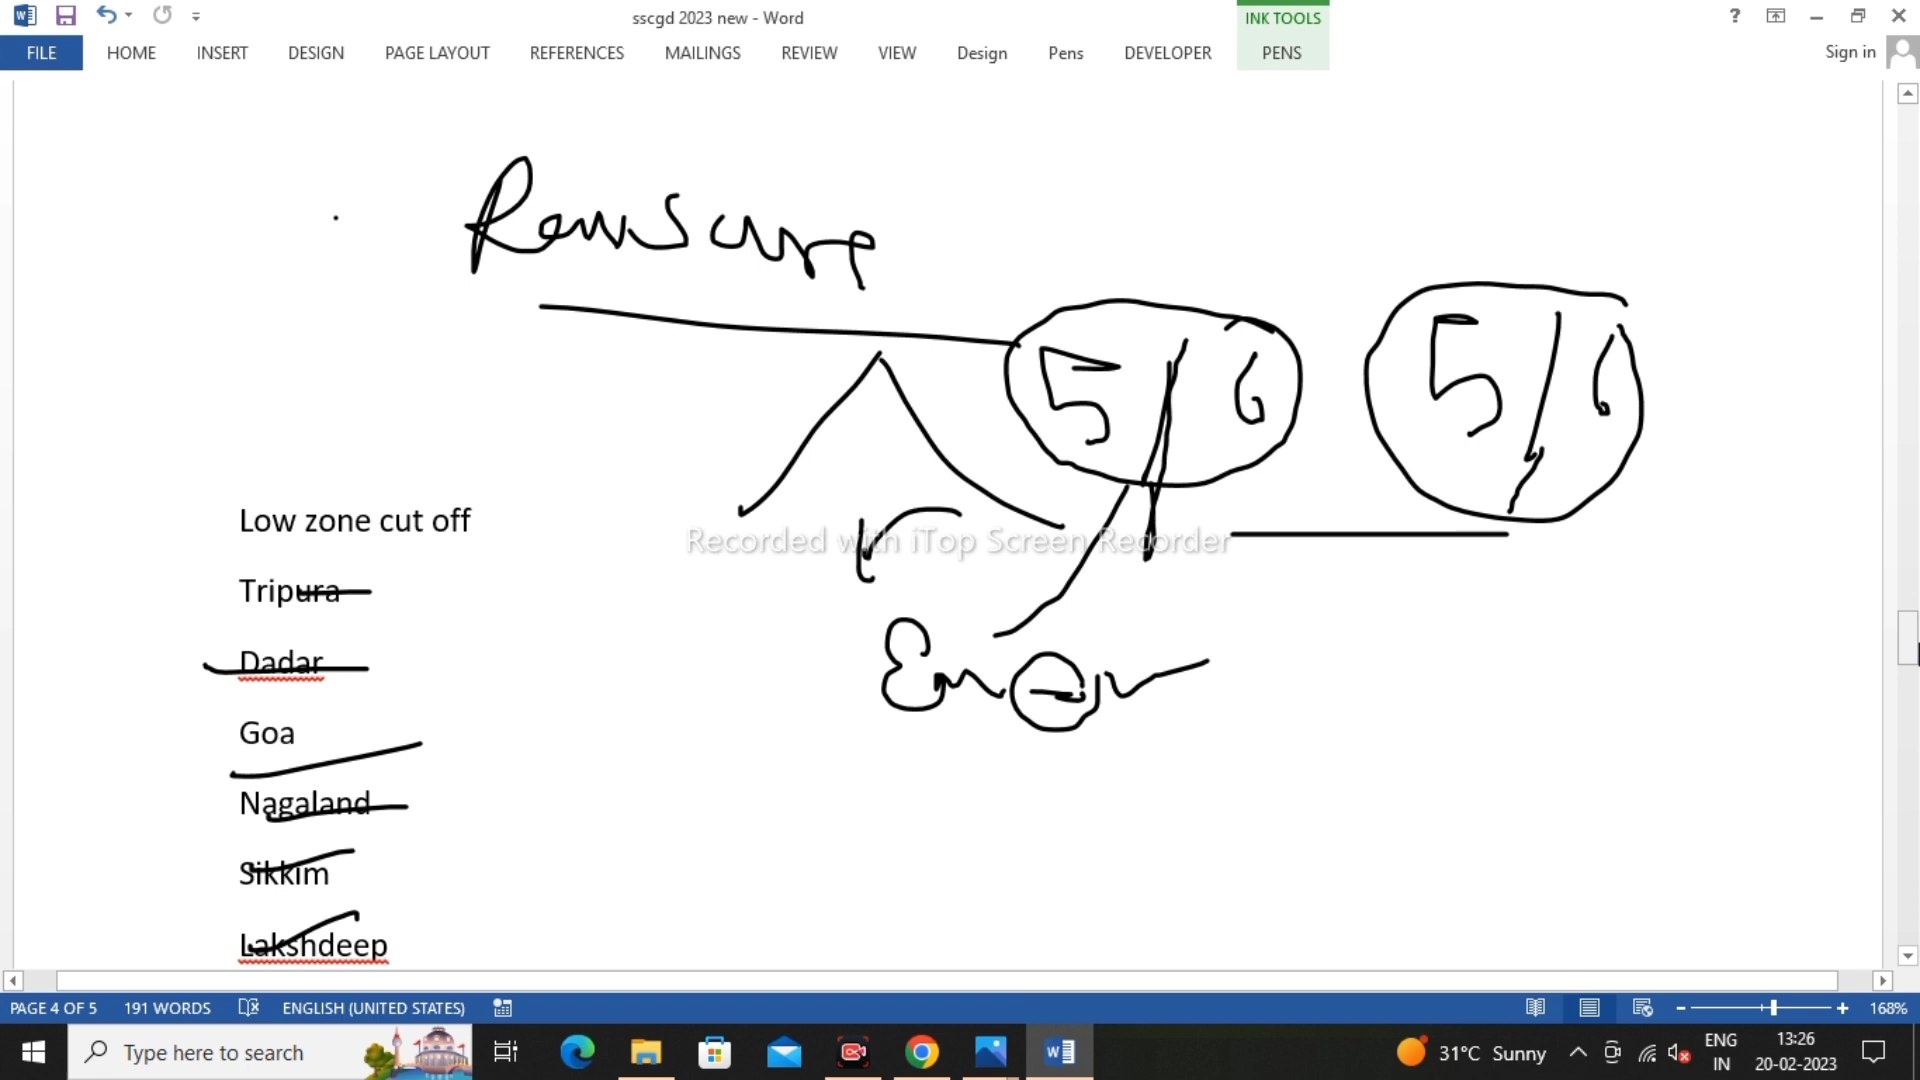 sscgd 2023 new - Word
INK TOOLS
?
FILE HOME INSERT DESIGN PAGE LAYOUT REFERENCES MAILINGS REVIEW VIEW Design Pens DEVELOPER PENS Sign in
5/6 5/6
Low zone cut off
Recorded with iTop Screen Recorder
Tripura
Dadar
Goa
Nagaland
Sikkim
Lakshdeep
PAGE 4 OF 5 191 WORDS ENGLISH (UNITED STATES) 168%
Type here to search 31°C Sunny ENG 13:26
IN 20-02-2023